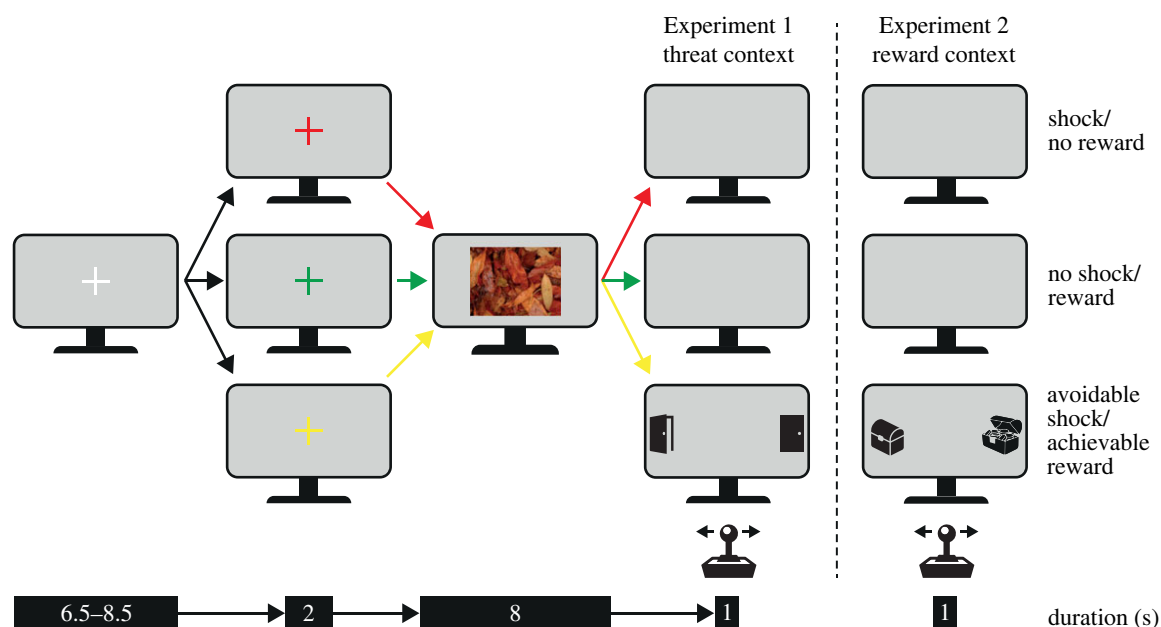 Experiment 1
threat context
Experiment 2
reward context
shock/
no reward
no shock/
reward
avoidable
shock/
achievable
reward
6.5–8.5
2
8
1
1
duration (s)